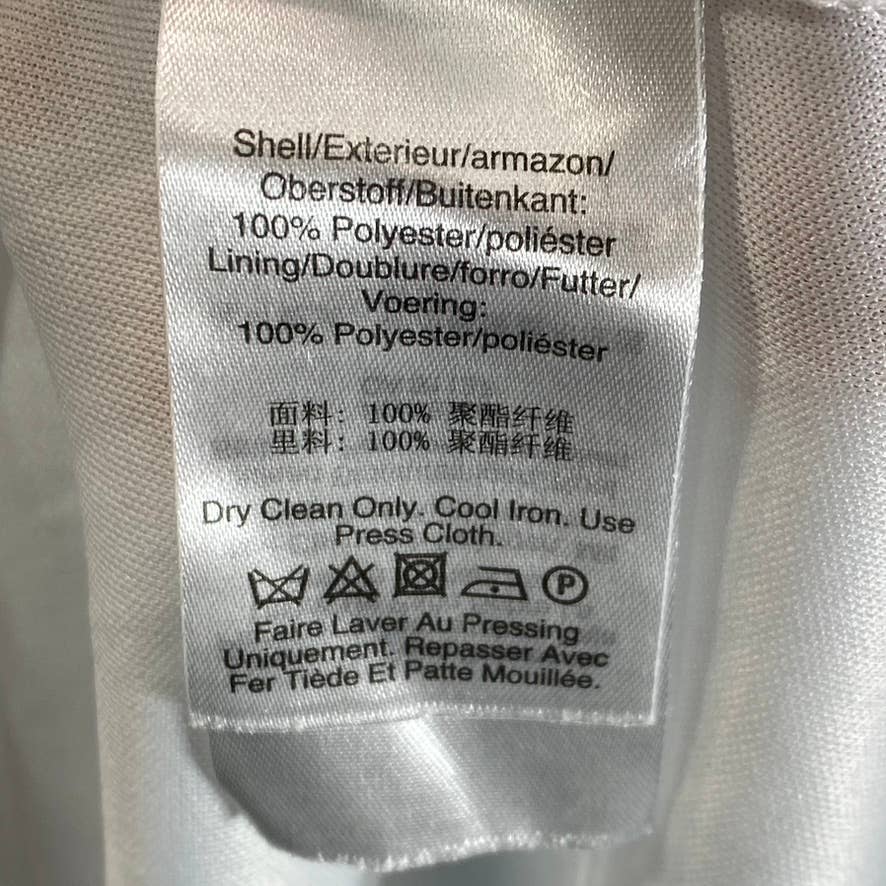 Shell/Exterieur/armazon/
Oberstoff/Buitenkant:
100% Polyester/poliéster
Lining/Doublure/forro/Futter/
Voering:
100% Polyester/poliéster
面料: 100% 聚酯纤维
里料: 100% 聚酯纤维
Dry Clean Only. Cool Iron. Use
Press Cloth.
P
Faire Laver Au Pressing
Uniquement. Repasser Avec
Fer Tiède Et Patte Mouillée.